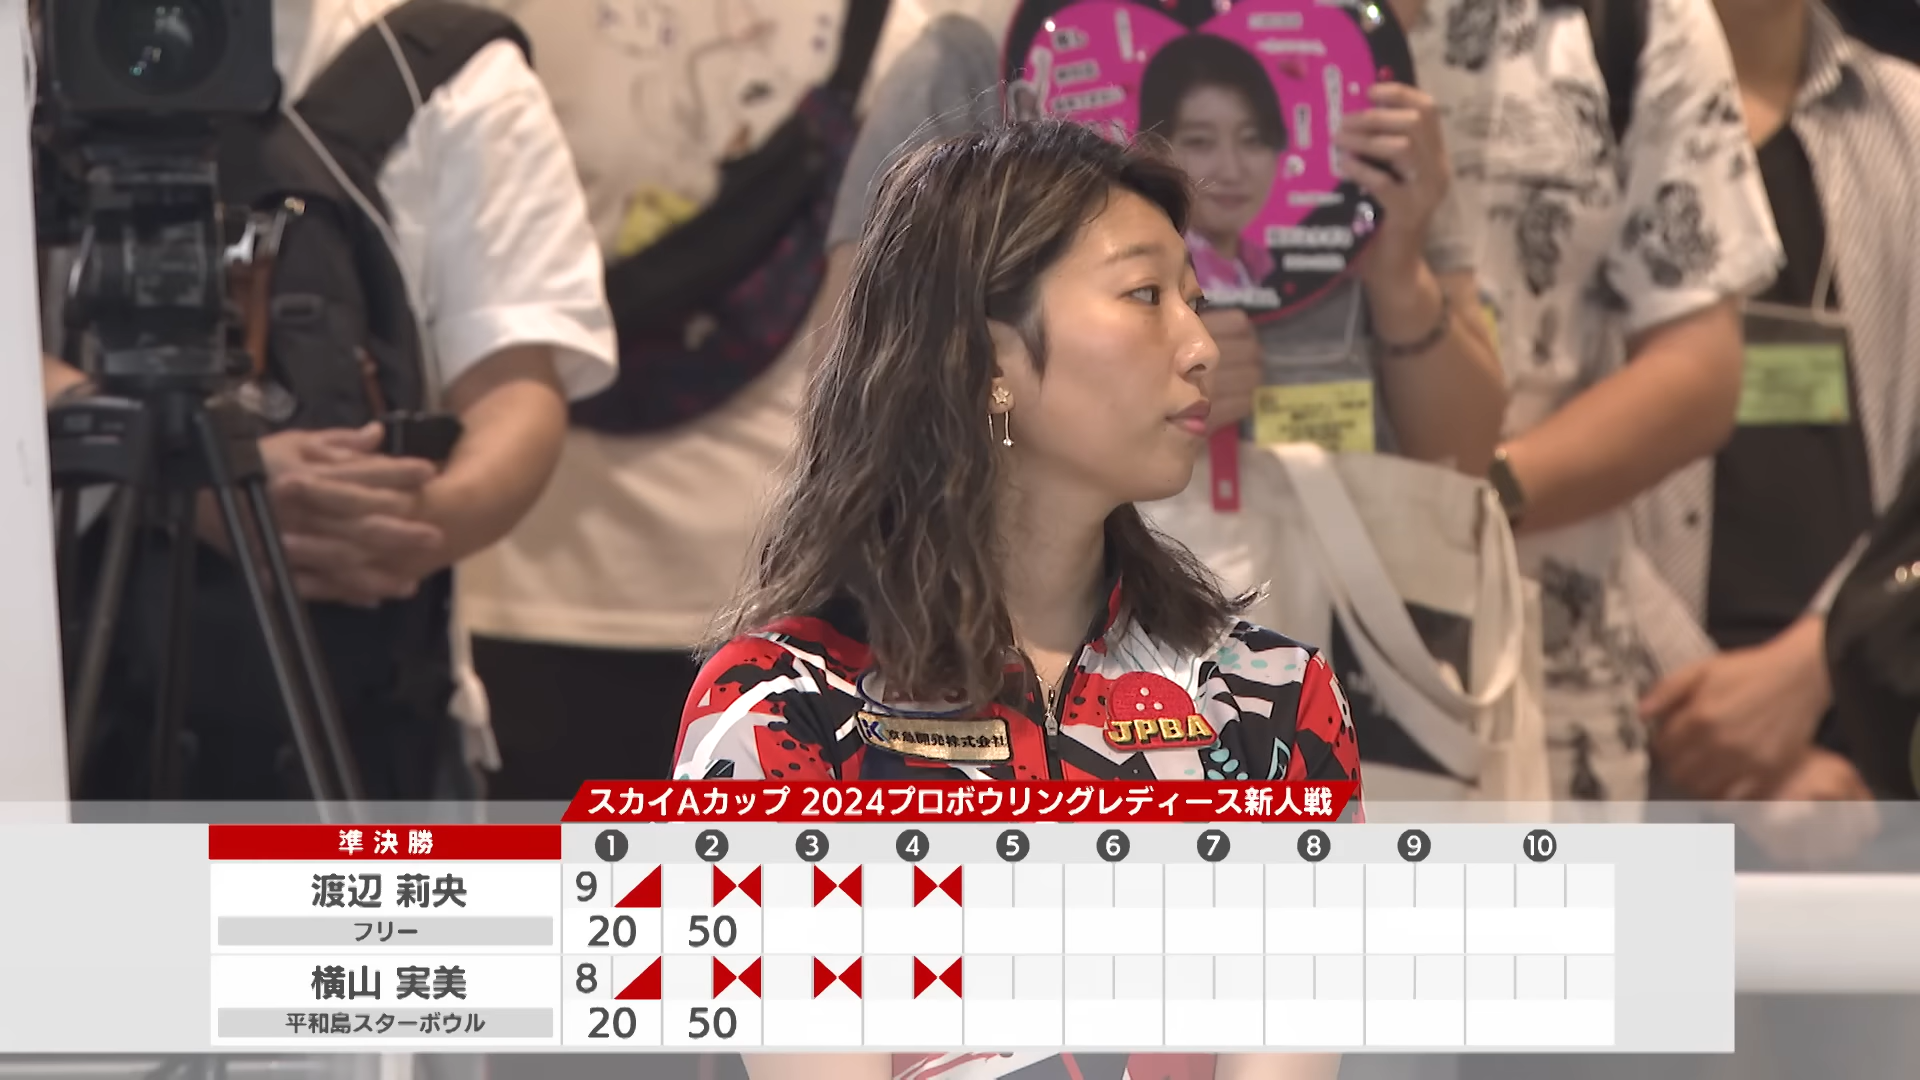 京急開発株式会社
JPBA
スカイAカップ 2024プロボウリングレディース新人戦
準決勝 1 2 3 4 5 6 7 8 9 10
渡辺 莉央 9
フリー 20 50
横山 実美 8
平和島スターボウル 20 50